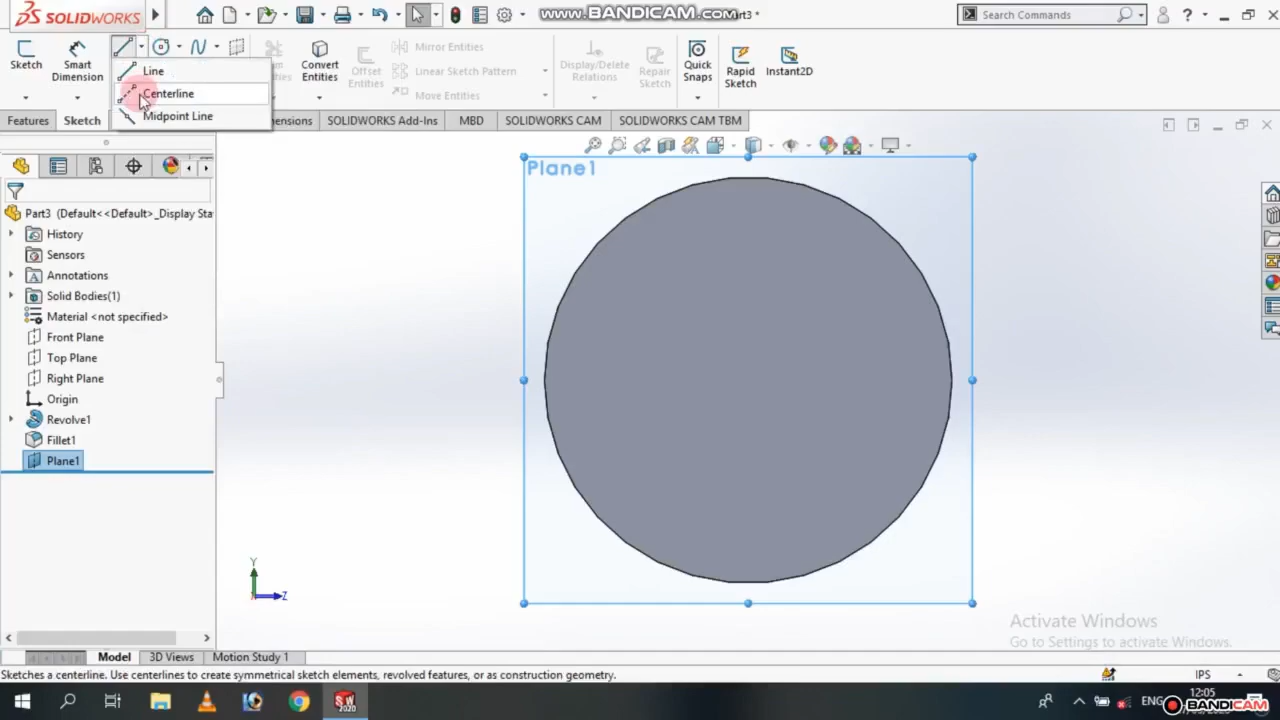 SOLIDWORKS
www.BANDICAM.com
rt3 *
Search Commands
Sketch
Smart Dimension
Line
Centerline
Midpoint Line
Convert Entities
Offset Entities
Mirror Entities
Linear Sketch Pattern
Move Entities
Display/Delete Relations
Repair Sketch
Quick Snaps
Rapid Sketch
Instant2D
Features
Sketch
ensions
SOLIDWORKS Add-Ins
MBD
SOLIDWORKS CAM
SOLIDWORKS CAM TBM
Part3 (Default<<Default>_Display Sta
History
Sensors
Annotations
Solid Bodies(1)
Material <not specified>
Front Plane
Top Plane
Right Plane
Origin
Revolve1
Fillet1
Plane1
Plane1
Y
Z
Activate Windows
Go to Settings to activate Windows.
Model
3D Views
Motion Study 1
Sketches a centerline. Use centerlines to create symmetrical sketch elements, revolved features, or as construction geometry.
IPS
SW
2020
ENG
12:05
BANDICAM